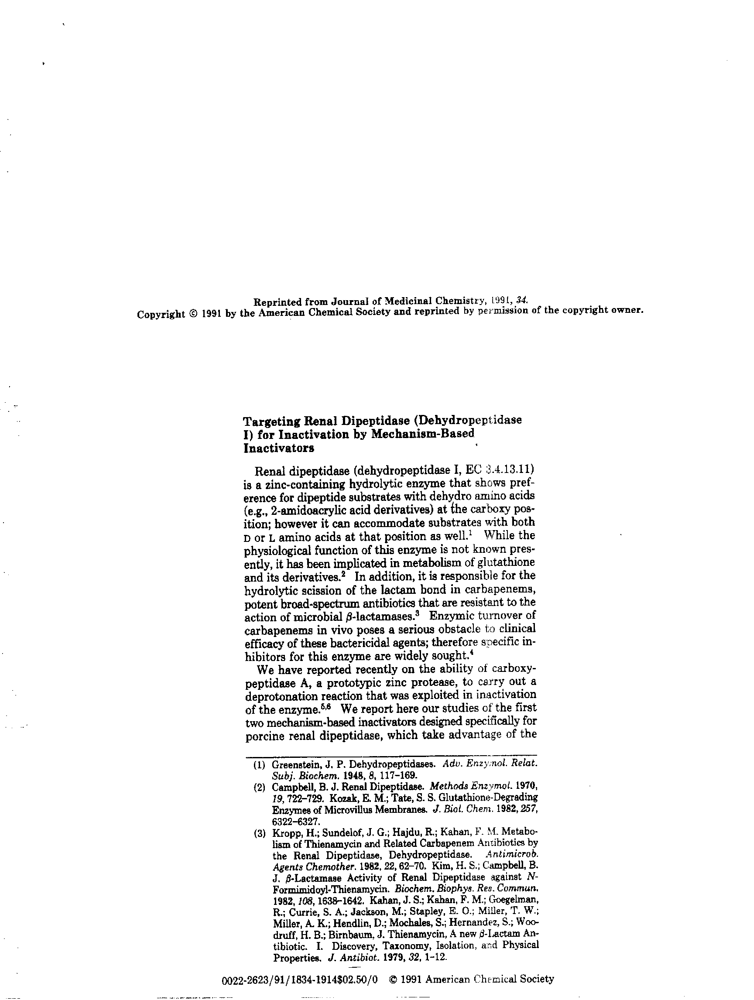 Reprinted from Journal of Medicinal Chemistry, 1991, 34.
Copyright © 1991 by the American Chemical Society and reprinted by permission of the copyright owner.
Targeting Renal Dipeptidase (Dehydropeptidase
I) for Inactivation by Mechanism-Based
Inactivators
Renal dipeptidase (dehydropeptidase I, EC 3.4.13.11)
is a zinc-containing hydrolytic enzyme that shows pref-
erence for dipeptide substrates with dehydro amino acids
(e.g., 2-amidoacrylic acid derivatives) at the carboxy pos-
ition; however it can accommodate substrates with both
D or L amino acids at that position as well.¹ While the
physiological function of this enzyme is not known pres-
ently, it has been implicated in metabolism of glutathione
and its derivatives.² In addition, it is responsible for the
hydrolytic scission of the lactam bond in carbapenems,
potent broad-spectrum antibiotics that are resistant to the
action of microbial β-lactamases.³ Enzymic turnover of
carbapenems in vivo poses a serious obstacle to clinical
efficacy of these bactericidal agents; therefore specific in-
hibitors for this enzyme are widely sought.⁴
We have reported recently on the ability of carboxy-
peptidase A, a prototypic zinc protease, to carry out a
deprotonation reaction that was exploited in inactivation
of the enzyme.⁵,⁶ We report here our studies of the first
two mechanism-based inactivators designed specifically for
porcine renal dipeptidase, which take advantage of the
(1) Greenstein, J. P. Dehydropeptidases. Adv. Enzymol. Relat.
Subj. Biochem. 1948, 8, 117-169.
(2) Campbell, B. J. Renal Dipeptidase. Methods Enzymol. 1970,
19, 722-729. Kozak, E. M.; Tate, S. S. Glutathione-Degrading
Enzymes of Microvillus Membranes. J. Biol. Chem. 1982, 257,
6322-6327.
(3) Kropp, H.; Sundelof, J. G.; Hajdu, R.; Kahan, F. M. Metabo-
lism of Thienamycin and Related Carbapenem Antibiotics by
the Renal Dipeptidase, Dehydropeptidase. Antimicrob.
Agents Chemother. 1982, 22, 62-70. Kim, H. S.; Campbell, B.
J. β-Lactamase Activity of Renal Dipeptidase against N-
Formimidoyl-Thienamycin. Biochem. Biophys. Res. Commun.
1982, 108, 1638-1642. Kahan, J. S.; Kahan, F. M.; Goegelman,
R.; Currie, S. A.; Jackson, M.; Stapley, E. O.; Miller, T. W.;
Miller, A. K.; Hendlin, D.; Mochales, S.; Hernandez, S.; Woo-
druff, H. B.; Birnbaum, J. Thienamycin, A new β-Lactam An-
tibiotic. I. Discovery, Taxonomy, Isolation, and Physical
Properties. J. Antibiot. 1979, 32, 1-12.
0022-2623/91/1834-1914$02.50/0 © 1991 American Chemical Society